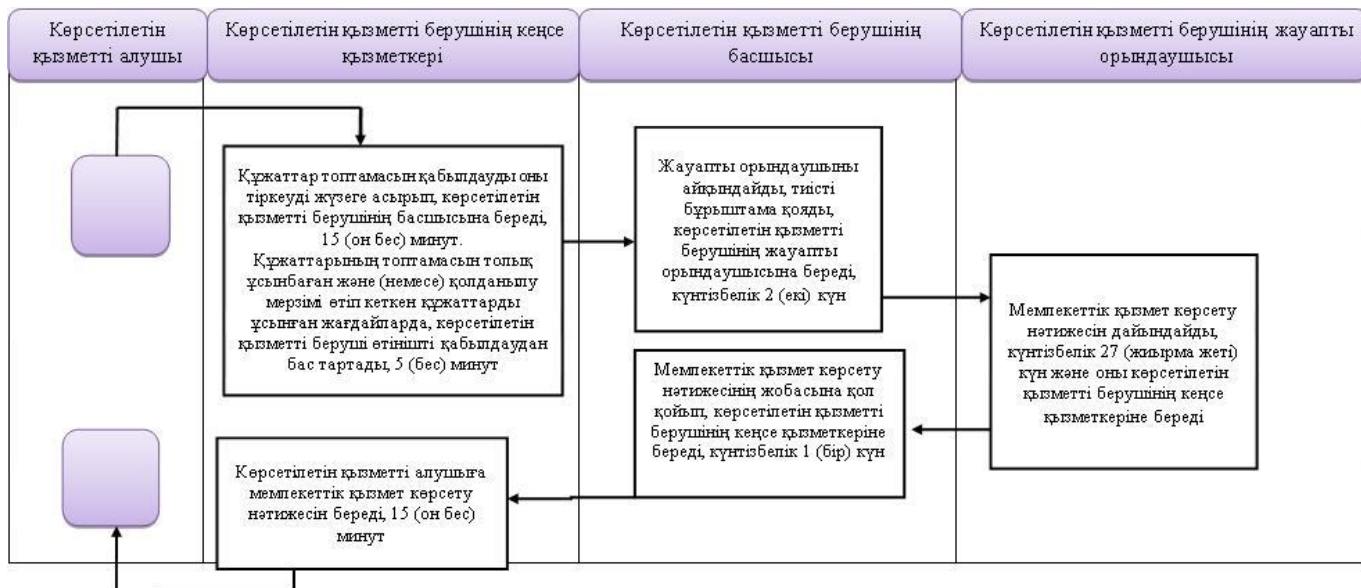 Көрсетілетін
қызметті алушы
Көрсетілетін қызметті берушінің кеңсе
қызметкері
Көрсетілетін қызметті берушінің
басшысы
Көрсетілетін қызметті берушінің жауапты
орындаушысы
Құжаттар топтамасын қабылдауды оны
тіркеуді жүзеге асырып, көрсетілетін
қызметті берушінің басшысына береді,
15 (он бес) минут.
Құжаттарының топтамасын толық
ұсынбаған және (немесе) қолданылу
мерзімі өтіп кеткен құжаттарды
ұсынған жағдайларда, көрсетілетін
қызметті беруші өтінішті қабылдаудан
бас тартады, 5 (бес) минут
Жауапты орындаушыны
айқындайды, тиісті
бұрыштама қояды,
көрсетілетін қызметті
берушінің жауапты
орындаушысына береді,
күнтізбелік 2 (екі) күн
Мемлекеттік қызмет көрсету
нәтижесін дайындайды,
күнтізбелік 27 (жиырма жеті)
күн және оны көрсетілетін
қызметті берушінің кеңсе
қызметкеріне береді
Мемлекеттік қызмет көрсету
нәтижесінің жобасына қол
қойып, көрсетілетін қызметті
берушінің кеңсе қызметкеріне
береді, күнтізбелік 1 (бір) күн
Көрсетілетін қызметті алушыға
мемлекеттік қызмет көрсету
нәтижесін береді, 15 (он бес)
минут